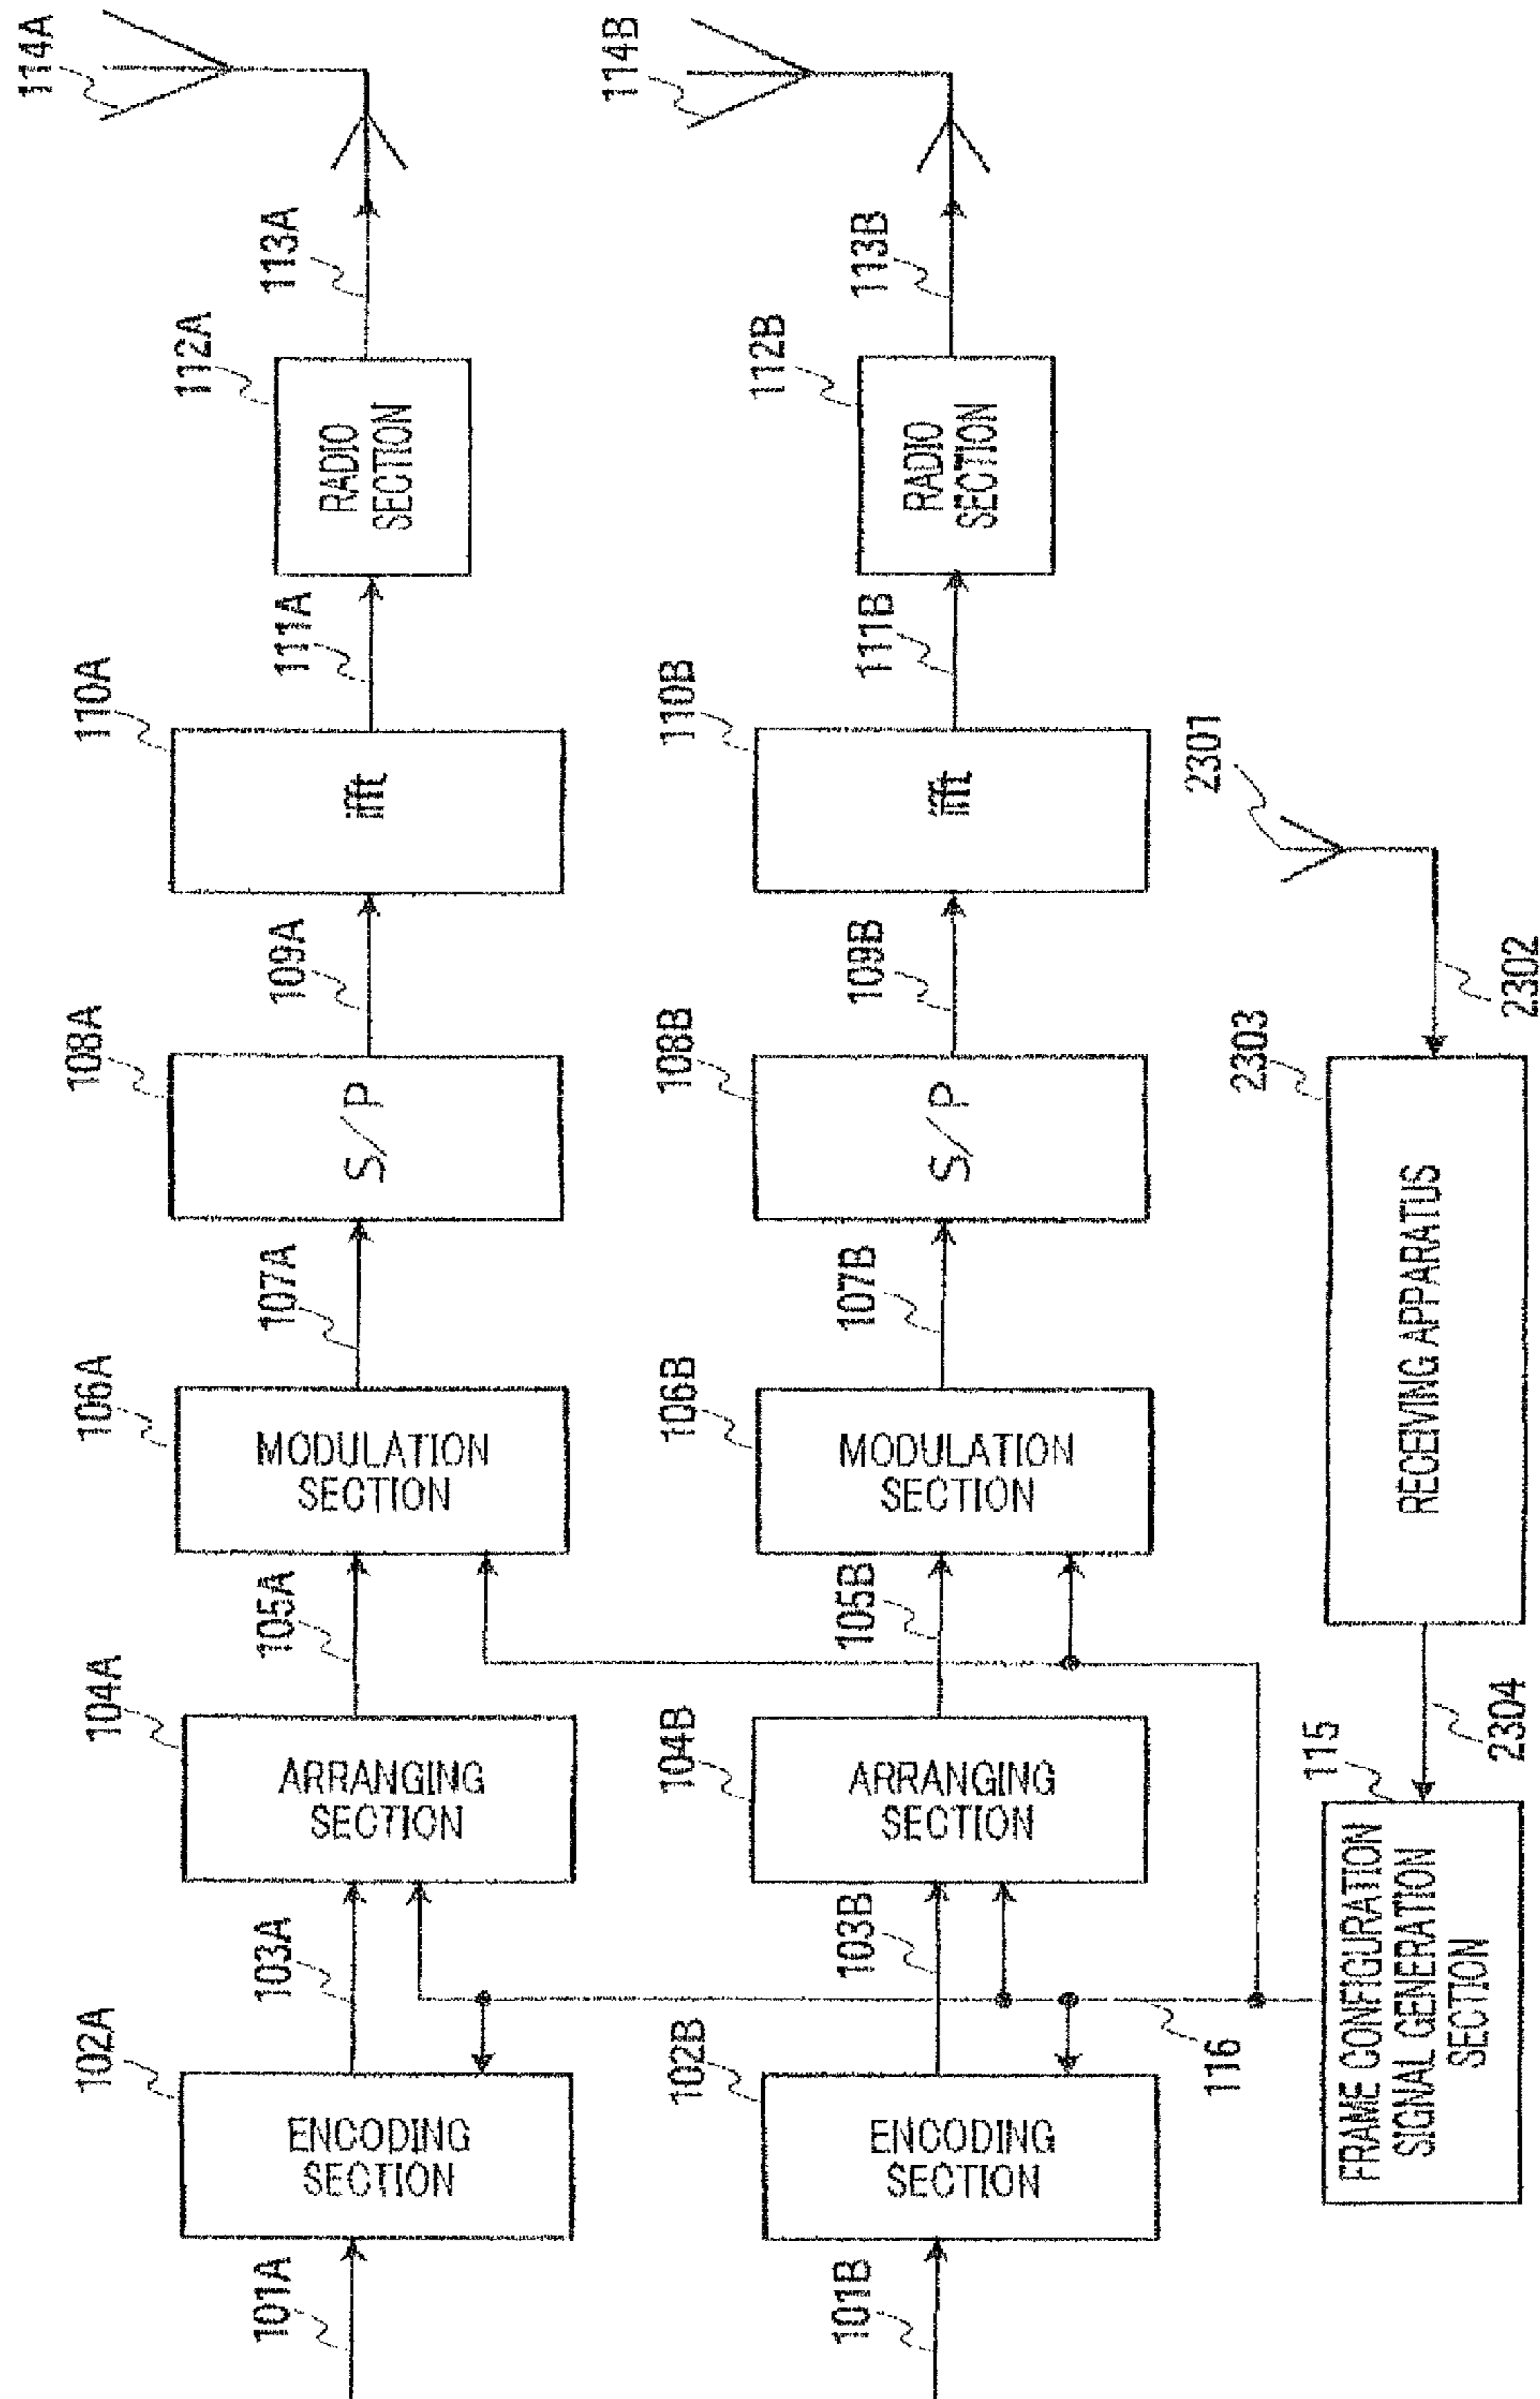 101A
102A
ENCODING
SECTION
103A
104A
ARRANGING
SECTION
105A
106A
MODULATION
SECTION
107A
108A
S/P
109A
110A
ifft
111A
112A
RADIO
SECTION
113A
114A
101B
102B
ENCODING
SECTION
103B
104B
ARRANGING
SECTION
105B
106B
MODULATION
SECTION
107B
108B
S/P
109B
110B
ifft
111B
112B
RADIO
SECTION
113B
114B
116
115
FRAME CONFIGURATION
SIGNAL GENERATION
SECTION
2304
2303
RECEIVING APPARATUS
2302
2301